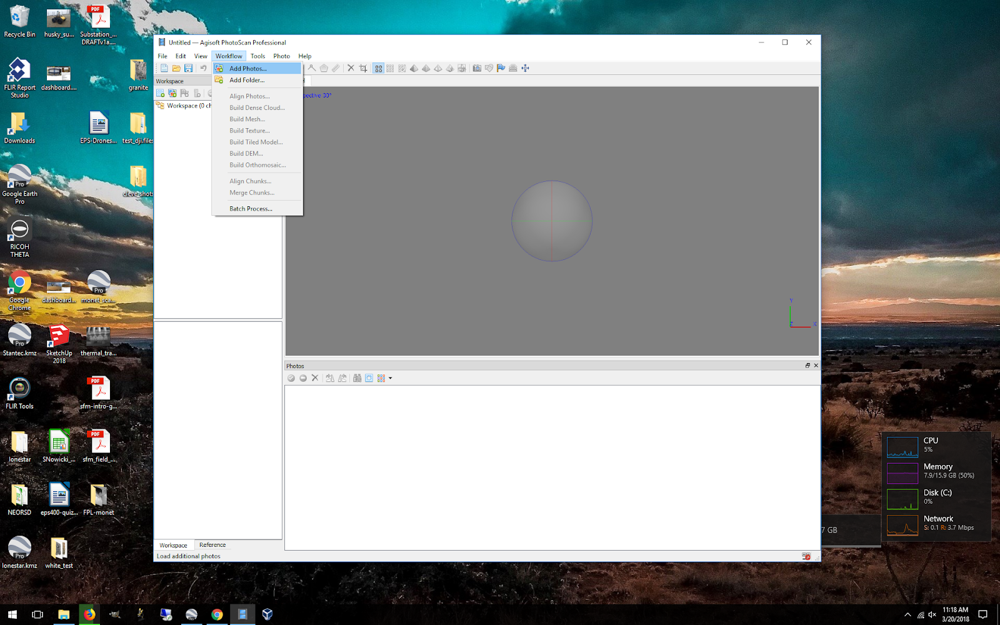 Recycle Bin
husky_su...
Substation_...
DRAFTv1a....
FLIR Report
Studio
dashboard....
granite
Downloads
EPS-Drones...
test_dji.files
Google Earth
Pro
cleve_shots
RICOH
THETA
Google
Chrome
dashboard...
monet_sca...
Stantec.kmz
SketchUp
2018
thermal_tra...
FLIR Tools
sfm-intro-g...
lonestar
SNowicki_...
sfm_field_...
NEORSD
eps400-quiz...
FPL-monet
lonestar.kmz
white_test
PDF
PDF
PDF
Pro
Pro
Pro
Pro
Untitled — Agisoft PhotoScan Professional
File Edit View Workflow Tools Photo Help
Workspace
Workspace (0 ch
Add Photos...
Add Folder...
Align Photos...
Build Dense Cloud...
Build Mesh...
Build Texture...
Build Tiled Model...
Build DEM...
Build Orthomosaic...
Align Chunks...
Merge Chunks...
Batch Process...
pective 30°
Y
Z X
Photos
Workspace Reference
Load additional photos
CPU
5%
Memory
7.9/15.9 GB (50%)
Disk (C:)
0%
Network
S: 0.1 R: 3.7 Mbps
7 GB
Pro
11:18 AM
3/20/2018